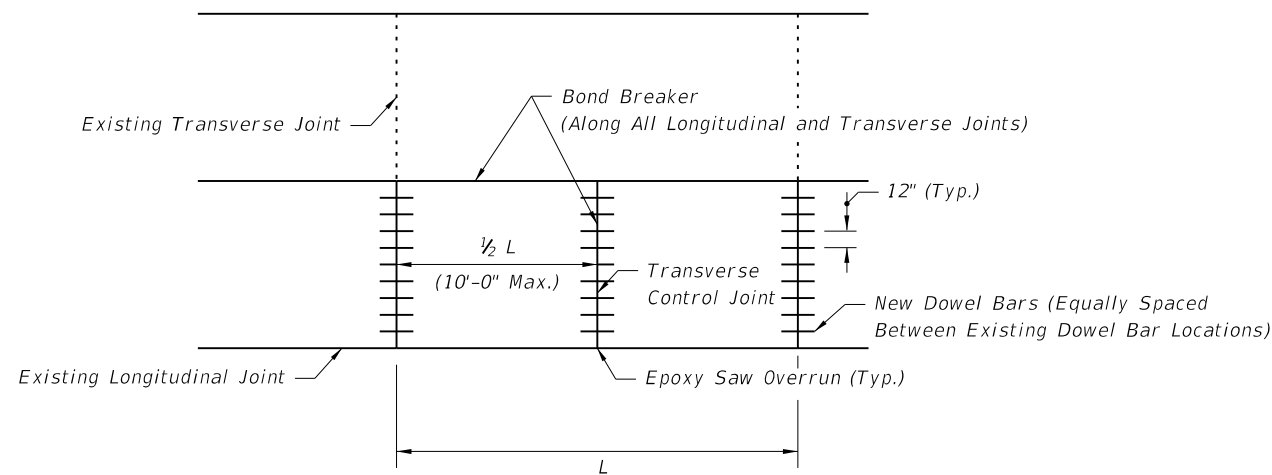 Bond Breaker
(Along All Longitudinal and Transverse Joints)
Existing Transverse Joint
12" (Typ.)
½ L
(10'-0" Max.)
Transverse
Control Joint
New Dowel Bars (Equally Spaced
Between Existing Dowel Bar Locations)
Existing Longitudinal Joint
Epoxy Saw Overrun (Typ.)
L